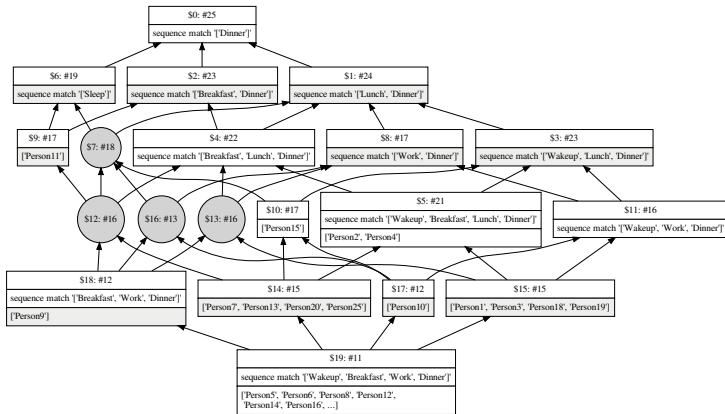 $0: #25
sequence match '['Dinner']'
$6: #19
sequence match '['Sleep']'
$2: #23
sequence match '['Breakfast', 'Dinner']'
$1: #24
sequence match '['Lunch', 'Dinner']'
$9: #17
['Person11']
$7: #18
$4: #22
sequence match '['Breakfast', 'Lunch', 'Dinner']'
$8: #17
sequence match '['Work', 'Dinner']'
$3: #23
sequence match '['Wakeup', 'Lunch', 'Dinner']'
$12: #16
$16: #13
$13: #16
$10: #17
['Person15']
$5: #21
sequence match '['Wakeup', 'Breakfast', 'Lunch', 'Dinner']'
['Person2', 'Person4']
$11: #16
sequence match '['Wakeup', 'Work', 'Dinner']'
$18: #12
sequence match '['Breakfast', 'Work', 'Dinner']'
['Person9']
$14: #15
['Person7', 'Person13', 'Person20', 'Person25']
$17: #12
['Person10']
$15: #15
['Person1', 'Person3', 'Person18', 'Person19']
$19: #11
sequence match '['Wakeup', 'Breakfast', 'Work', 'Dinner']'
['Person5', 'Person6', 'Person8', 'Person12',
'Person14', 'Person16', ...]